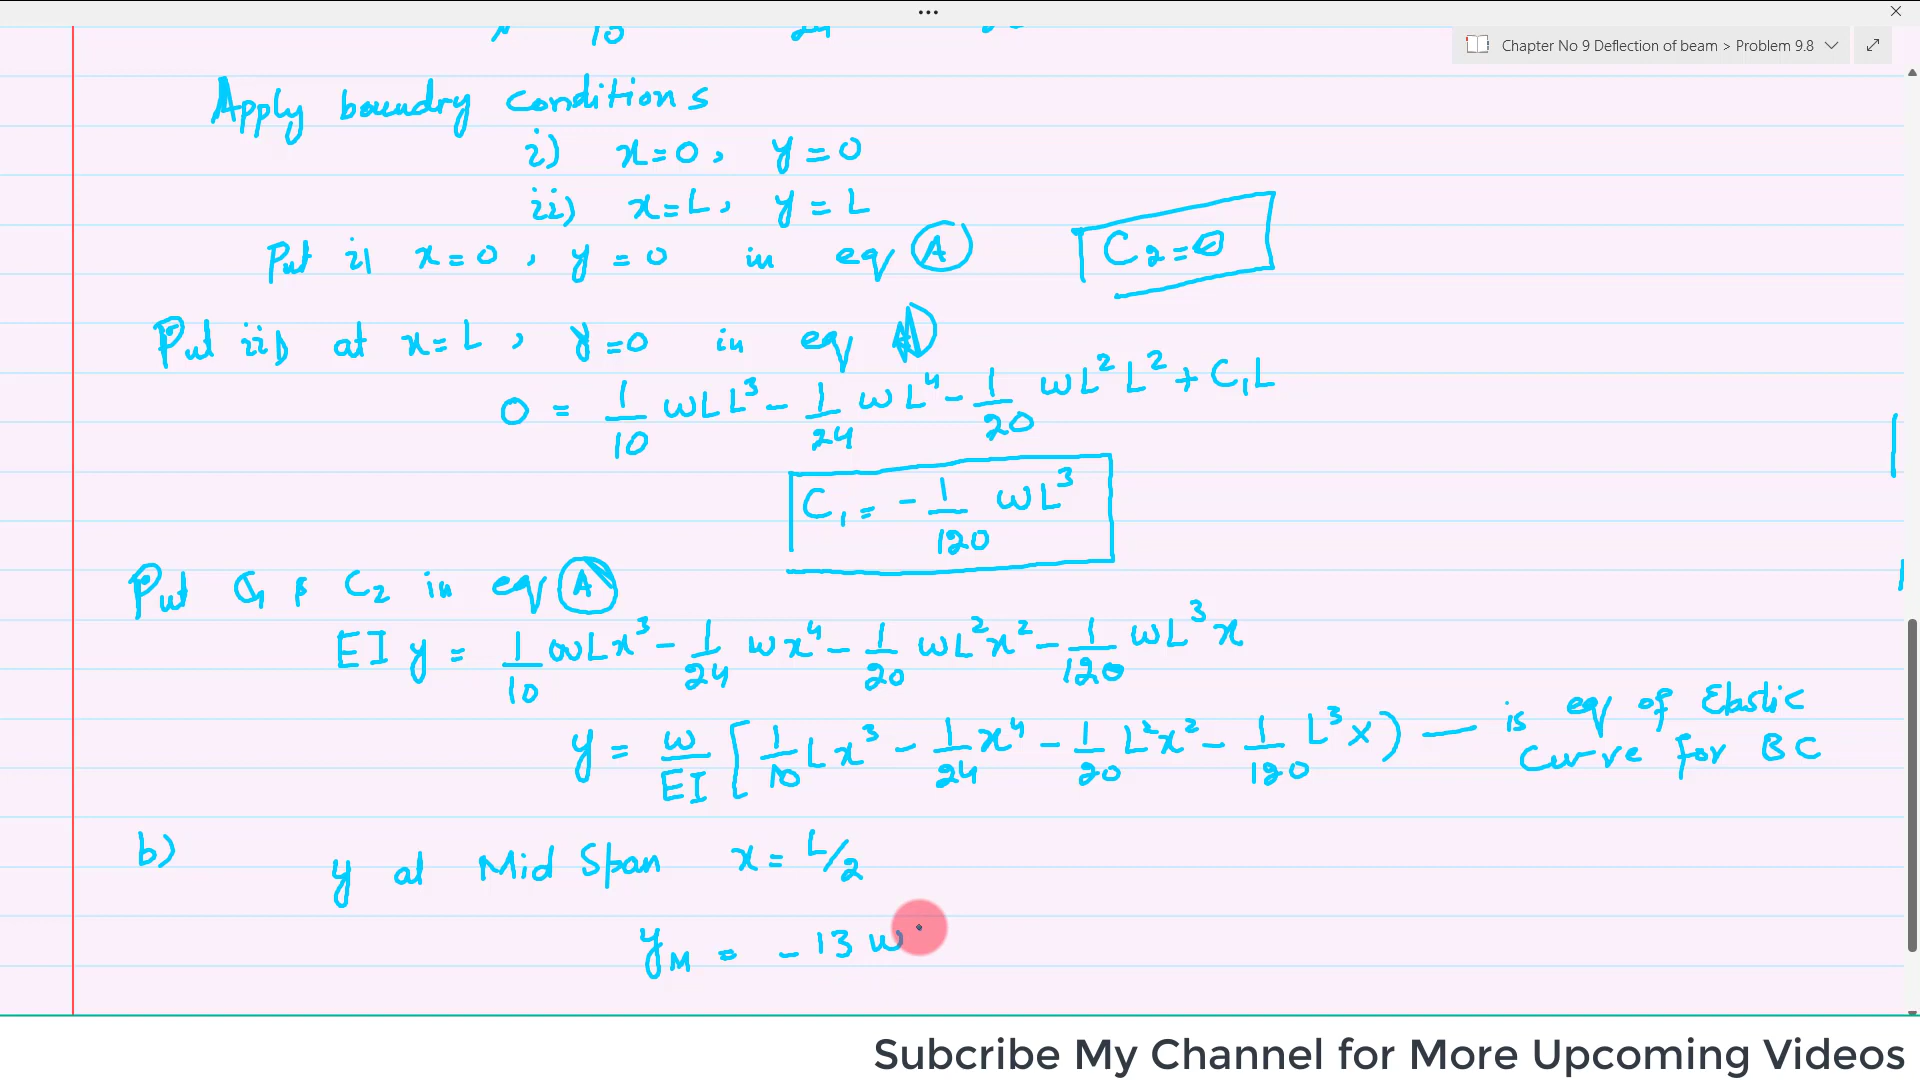 Chapter No 9 Deflection of beam > Problem 9.8
10 24
Apply boundry conditions
i) x=0, y=0
ii) x=L, y=L
Put i) x=0, y=0 in eq A C₂=0
Put ii) at x=L, y=0 in eq A
0 = 1/10 wLL³ - 1/24 wL⁴ - 1/20 wL²L² + C₁L
C₁ = - 1/120 wL³
Put C₁ & C₂ in eq A
EI y = 1/10 wLx³ - 1/24 wx⁴ - 1/20 wL²x² - 1/120 wL³x
y = w/EI [1/10 Lx³ - 1/24 x⁴ - 1/20 L²x² - 1/120 L³x) — is eq of Elastic
Curve for BC
b) y at Mid Span x = L/2
yM = -13 w
Subcribe My Channel for More Upcoming Videos